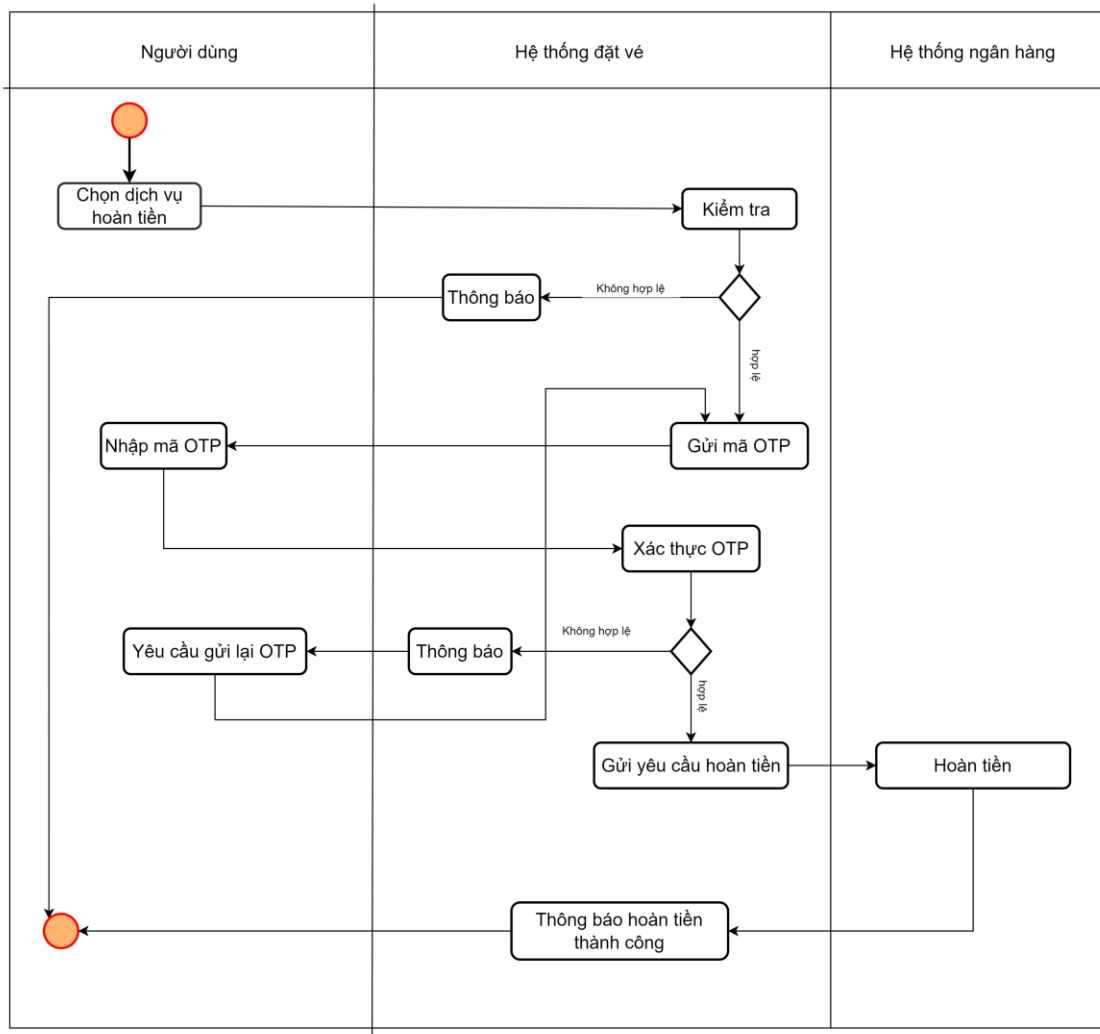 Người dùng
Hệ thống đặt vé
Hệ thống ngân hàng
Chọn dịch vụ
hoàn tiền
Kiểm tra
Không hợp lệ
Thông báo
hợp lệ
Nhập mã OTP
Gửi mã OTP
Xác thực OTP
Không hợp lệ
Yêu cầu gửi lại OTP
Thông báo
hợp lệ
Gửi yêu cầu hoàn tiền
Hoàn tiền
Thông báo hoàn tiền
thành công